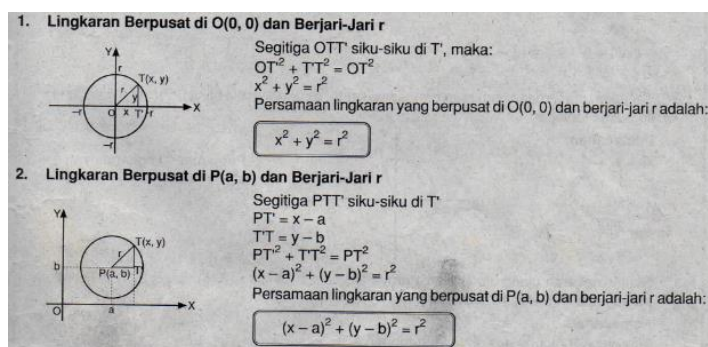 1. Lingkaran Berpusat di O(0, 0) dan Berjari-Jari r
Y
r
T(x, y)
r
y
-r
O
x
T'
r
X
-r
Segitiga OTT' siku-siku di T', maka:
OT'² + T'T² = OT²
x² + y² = r²
Persamaan lingkaran yang berpusat di O(0, 0) dan berjari-jari r adalah:
x² + y² = r²
2. Lingkaran Berpusat di P(a, b) dan Berjari-Jari r
Y
T(x, y)
r
b
P(a, b)
T'
O
a
X
Segitiga PTT' siku-siku di T'
PT' = x – a
T'T = y – b
PT'² + T'T² = PT²
(x – a)² + (y – b)² = r²
Persamaan lingkaran yang berpusat di P(a, b) dan berjari-jari r adalah:
(x – a)² + (y – b)² = r²